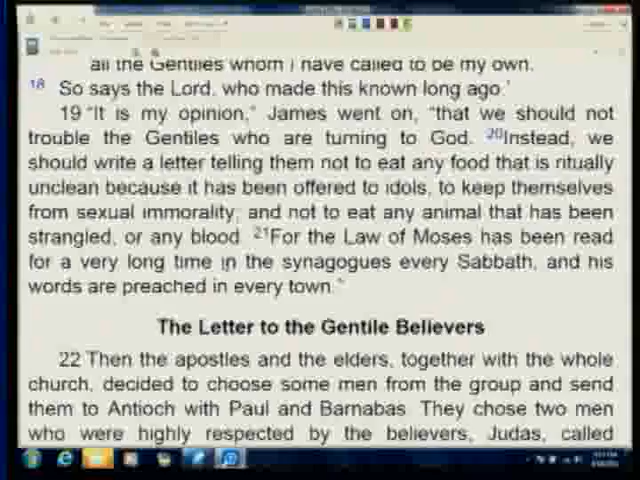 all the Gentiles whom I have called to be my own.
18 So says the Lord, who made this known long ago.'
19 “It is my opinion,” James went on, “that we should not
trouble the Gentiles who are turning to God. 20Instead, we
should write a letter telling them not to eat any food that is ritually
unclean because it has been offered to idols, to keep themselves
from sexual immorality, and not to eat any animal that has been
strangled, or any blood. 21For the Law of Moses has been read
for a very long time in the synagogues every Sabbath, and his
words are preached in every town.”
The Letter to the Gentile Believers
22 Then the apostles and the elders, together with the whole
church, decided to choose some men from the group and send
them to Antioch with Paul and Barnabas. They chose two men
who were highly respected by the believers, Judas, called